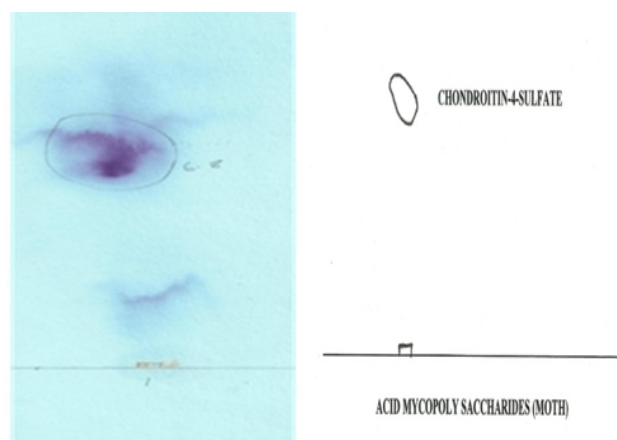 CHONDROITIN-4-SULFATE
ACID MYCOPOLY SACCHARIDES (MOTH)